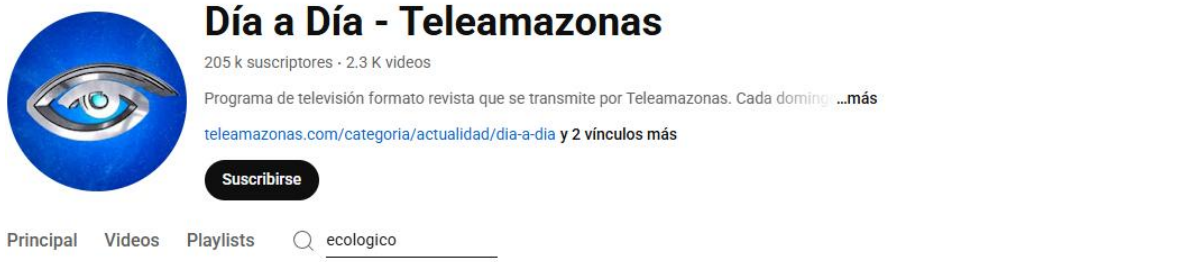 Día a Día - Teleamazonas
205 k suscriptores · 2.3 K videos
Programa de televisión formato revista que se transmite por Teleamazonas. Cada doming ...más
teleamazonas.com/categoria/actualidad/dia-a-dia y 2 vínculos más
Suscribirse
Principal Videos Playlists ecologico